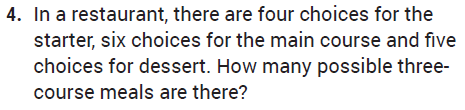 4. In a restaurant, there are four choices for the
starter, six choices for the main course and five
choices for dessert. How many possible three-
course meals are there?